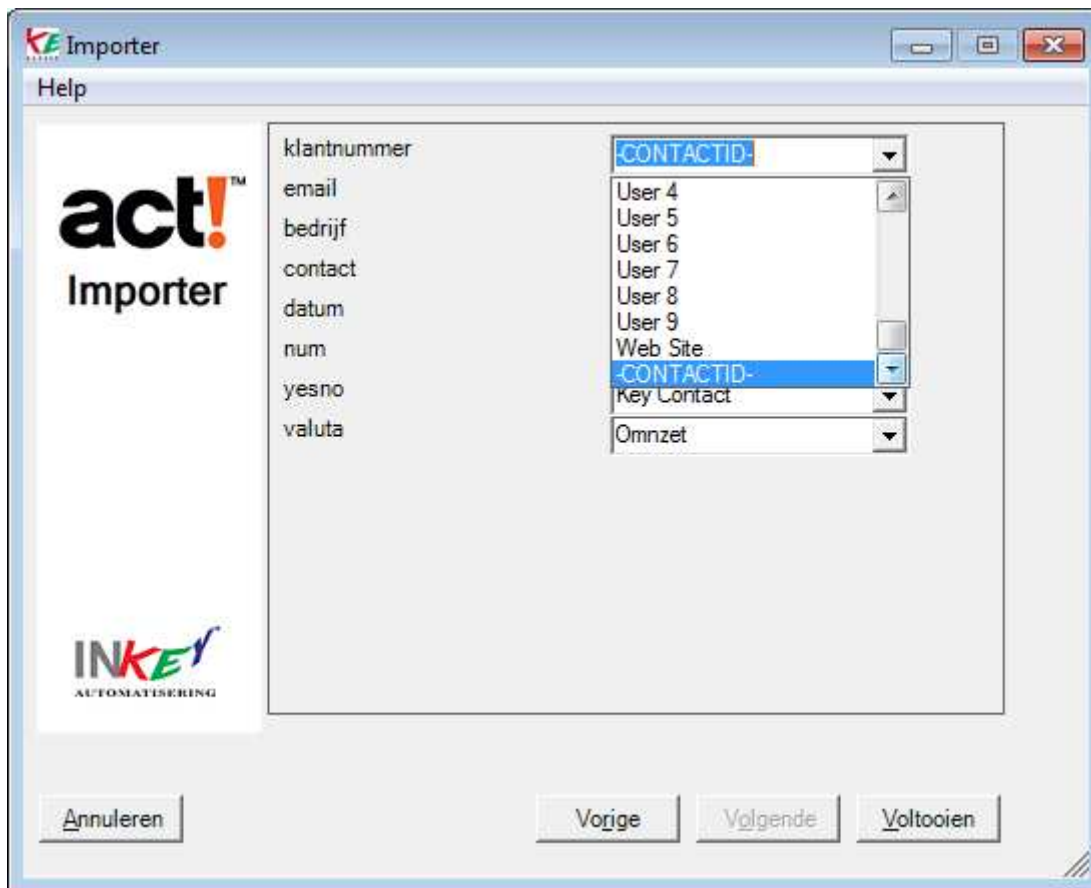 KE Importer
Help
act!™
Importer
klantnummer
-CONTACTID-
email
bedrijf
contact
datum
num
yesno
valuta
User 4
User 5
User 6
User 7
User 8
User 9
Web Site
-CONTACTID-
Key Contact
Omnzet
INKEY
AUTOMATISERING
Annuleren
Vorige
Volgende
Voltooien